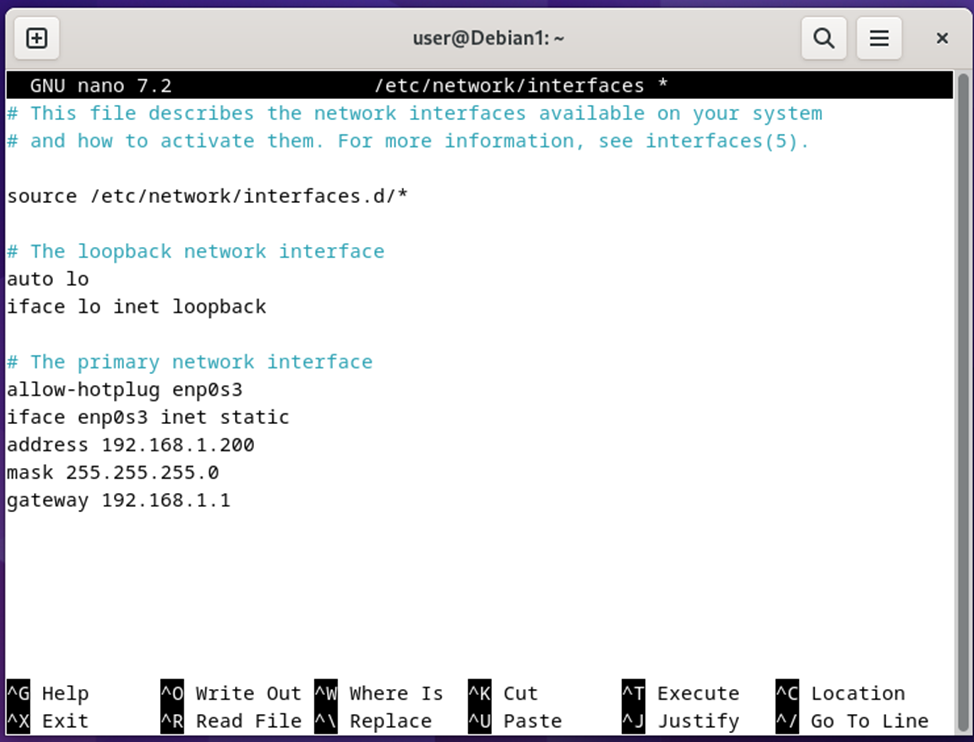 user@Debian1: ~
GNU nano 7.2 /etc/network/interfaces *
# This file describes the network interfaces available on your system
# and how to activate them. For more information, see interfaces(5).
source /etc/network/interfaces.d/*
# The loopback network interface
auto lo
iface lo inet loopback
# The primary network interface
allow-hotplug enp0s3
iface enp0s3 inet static
address 192.168.1.200
mask 255.255.255.0
gateway 192.168.1.1
^G Help ^O Write Out ^W Where Is ^K Cut ^T Execute ^C Location
^X Exit ^R Read File ^\ Replace ^U Paste ^J Justify ^/ Go To Line